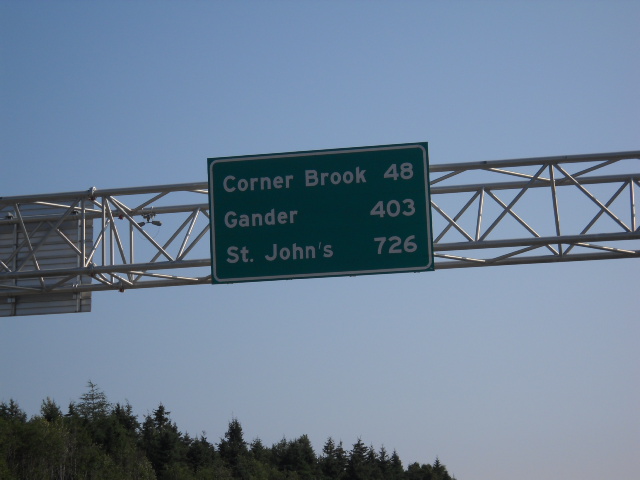 Corner Brook 48
Gander 403
St. John's 726